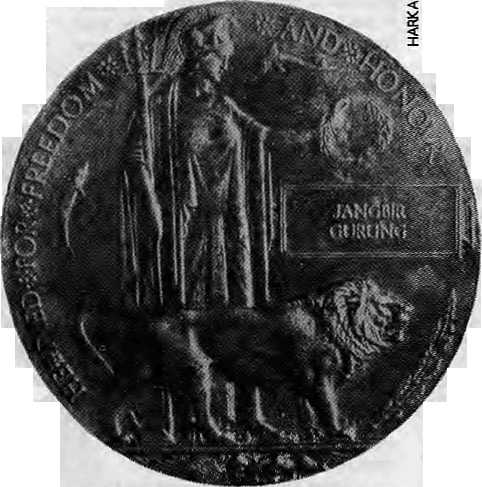 HE DIED FOR FREEDOM AND HONOUR
JANGBIR
GURUNG
HARKA